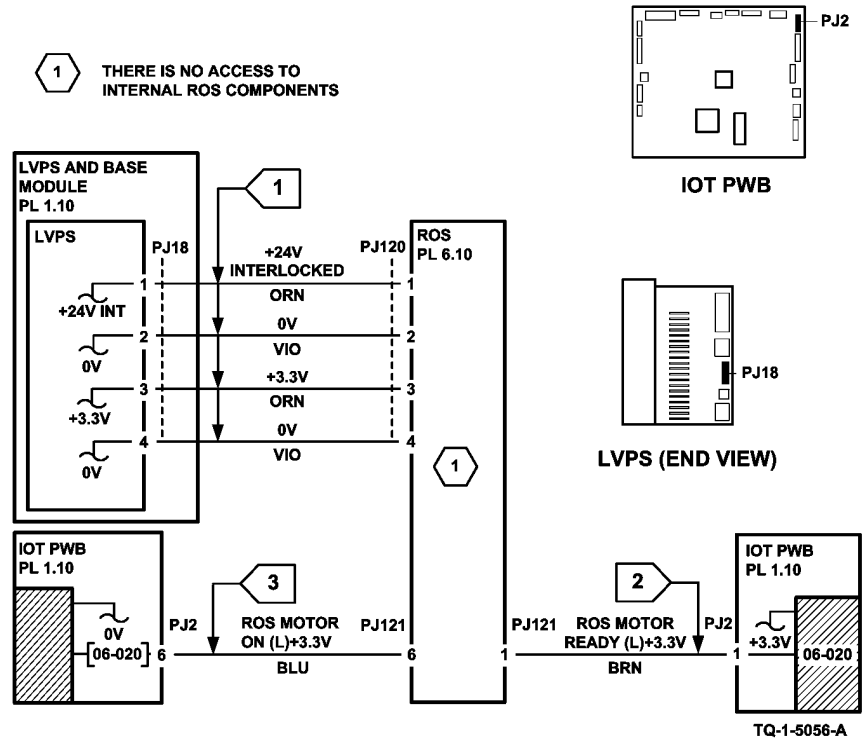 1
THERE IS NO ACCESS TO
INTERNAL ROS COMPONENTS
PJ2
IOT PWB
LVPS AND BASE
MODULE
PL 1.10
LVPS
PJ18
1
PJ120
ROS
PL 6.10
+24V
INTERLOCKED
1
1
+24V INT
ORN
0V
2
2
0V
VIO
+3.3V
3
3
+3.3V
ORN
0V
4
4
0V
VIO
1
PJ18
LVPS (END VIEW)
IOT PWB
PL 1.10
0V
[06-020]
6
PJ2
3
ROS MOTOR
ON (L)+3.3V
BLU
PJ121
6
PJ121
1
2
ROS MOTOR
READY (L)+3.3V
BRN
PJ2
1
IOT PWB
PL 1.10
+3.3V
06-020
TQ-1-5056-A